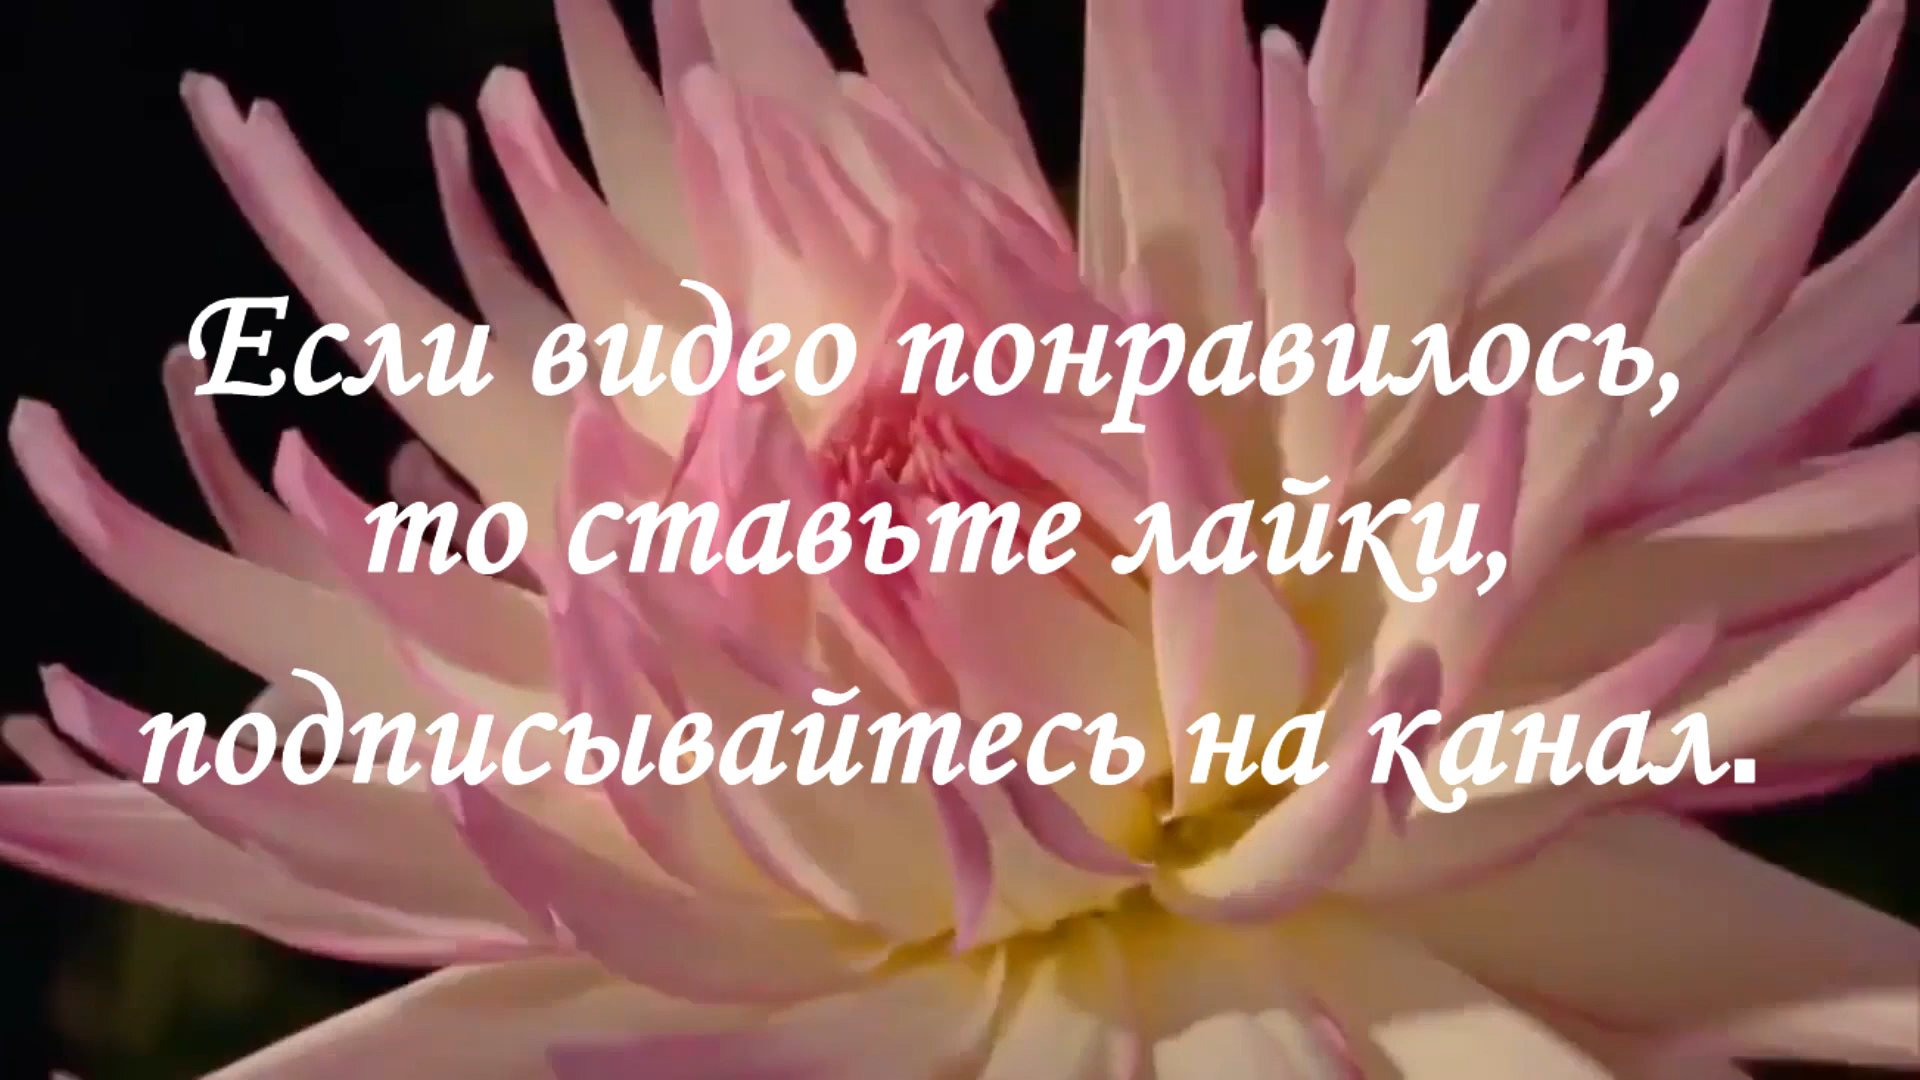 Если видео понравилось,
то ставьте лайки,
подписывайтесь на канал.